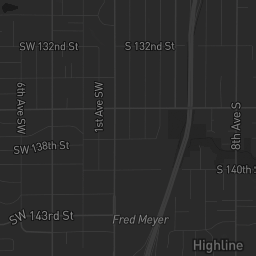 SW 132nd St
S 132nd St
6th Ave SW
1st Ave SW
8th Ave S
SW 138th St
S 140th St
SW 143rd St
Fred Meyer
Highline